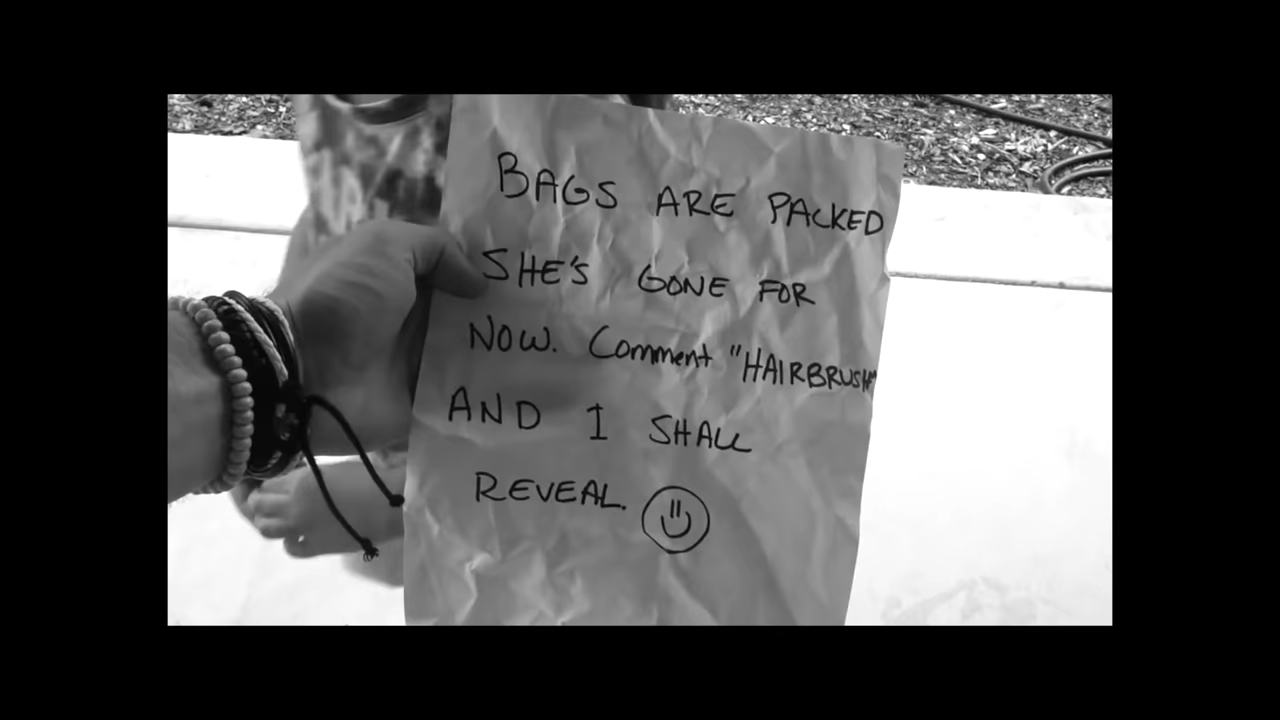 BAGS ARE PACKED
SHE'S GONE FOR
NOW. Comment "HAIRBRUSH"
AND I SHALL
REVEAL.